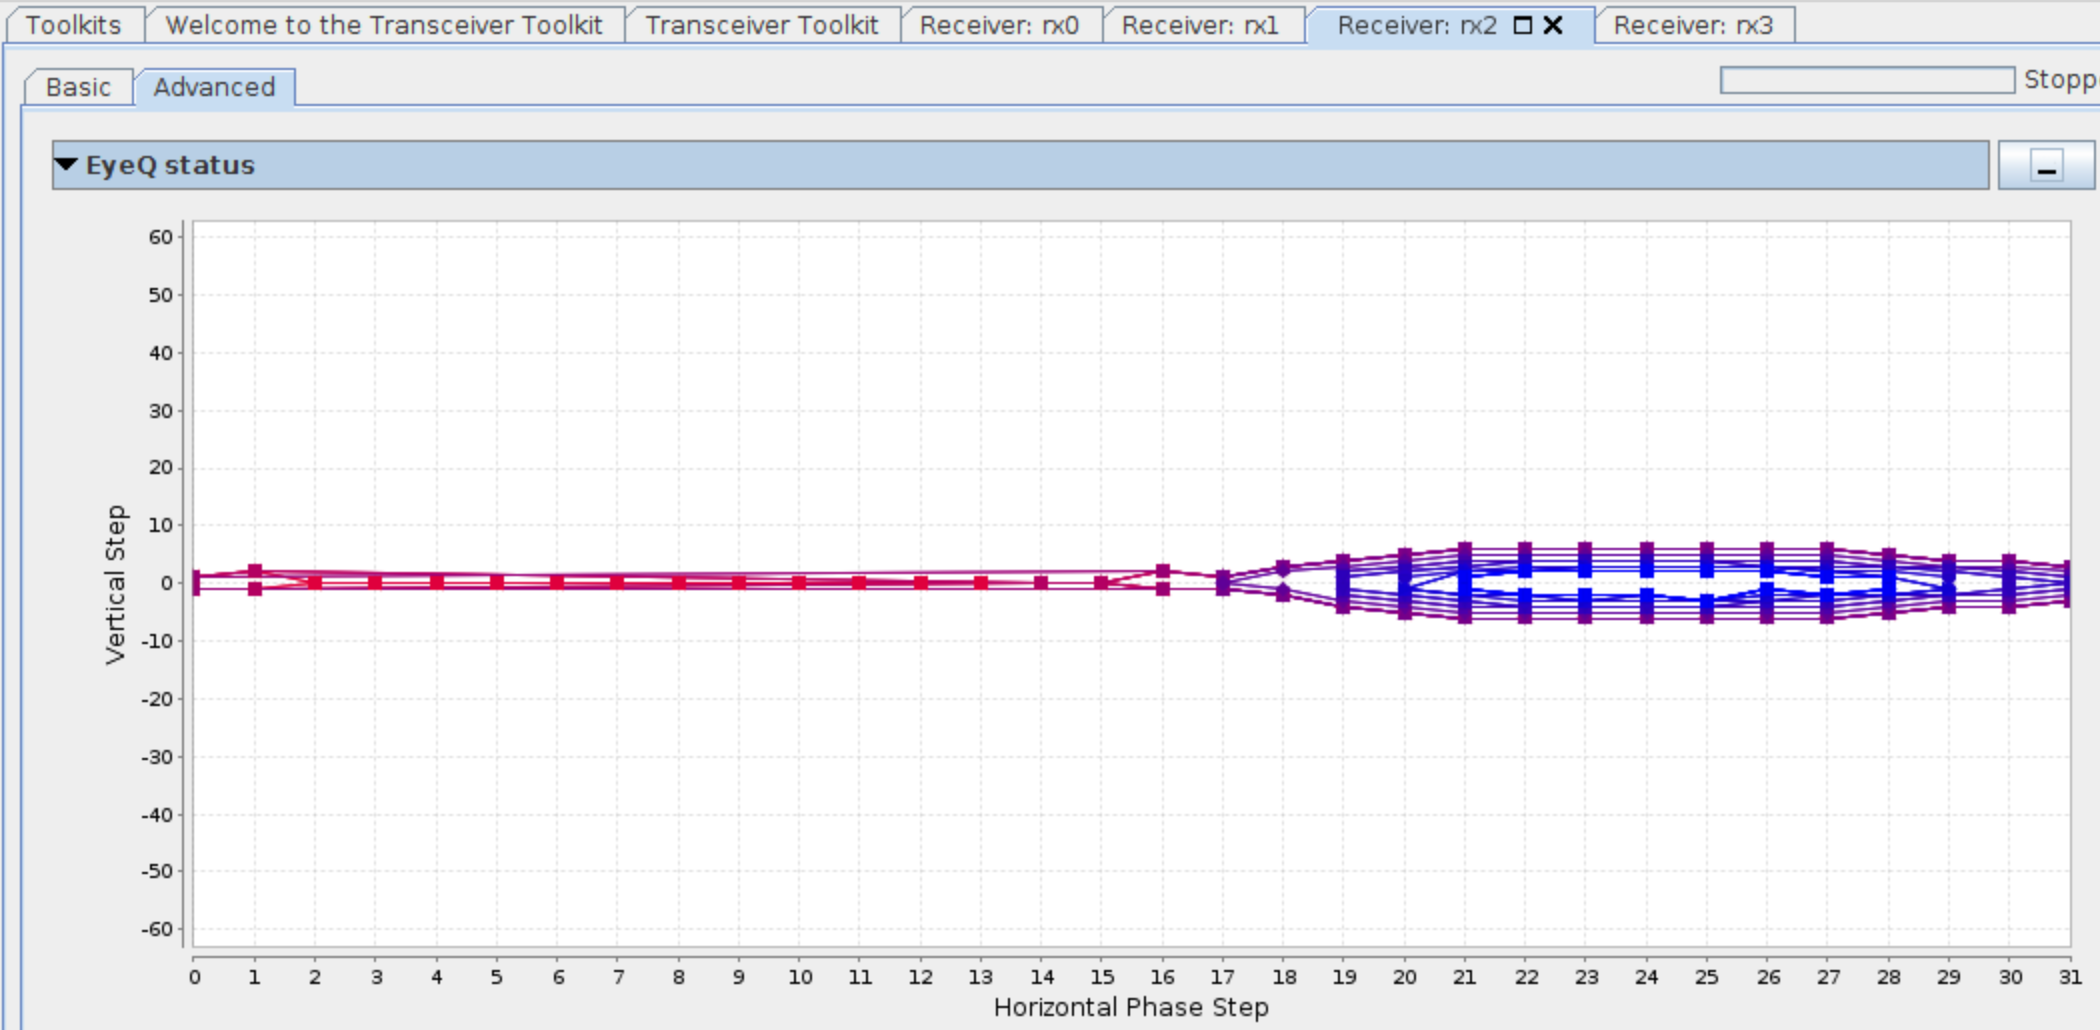 Toolkits Welcome to the Transceiver Toolkit Transceiver Toolkit Receiver: rx0 Receiver: rx1 Receiver: rx2 Receiver: rx3
Basic Advanced
EyeQ status
60
50
40
30
20
10
0
-10
-20
-30
-40
-50
-60
Vertical Step
0 1 2 3 4 5 6 7 8 9 10 11 12 13 14 15 16 17 18 19 20 21 22 23 24 25 26 27 28 29 30 31
Horizontal Phase Step